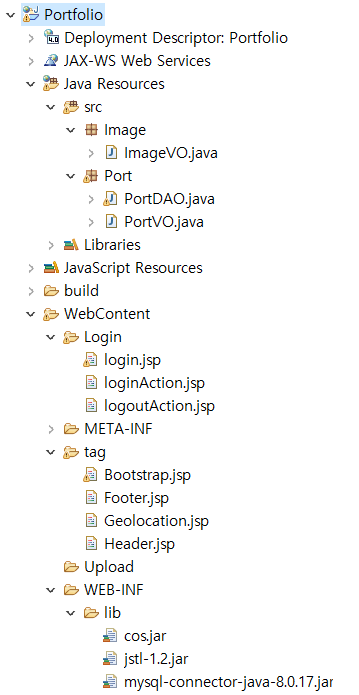 Portfolio
4.0 Deployment Descriptor: Portfolio
JAX-WS Web Services
Java Resources
src
Image
ImageVO.java
Port
PortDAO.java
PortVO.java
Libraries
JavaScript Resources
build
WebContent
Login
login.jsp
loginAction.jsp
logoutAction.jsp
META-INF
tag
Bootstrap.jsp
Footer.jsp
Geolocation.jsp
Header.jsp
Upload
WEB-INF
lib
cos.jar
jstl-1.2.jar
mysql-connector-java-8.0.17.jar